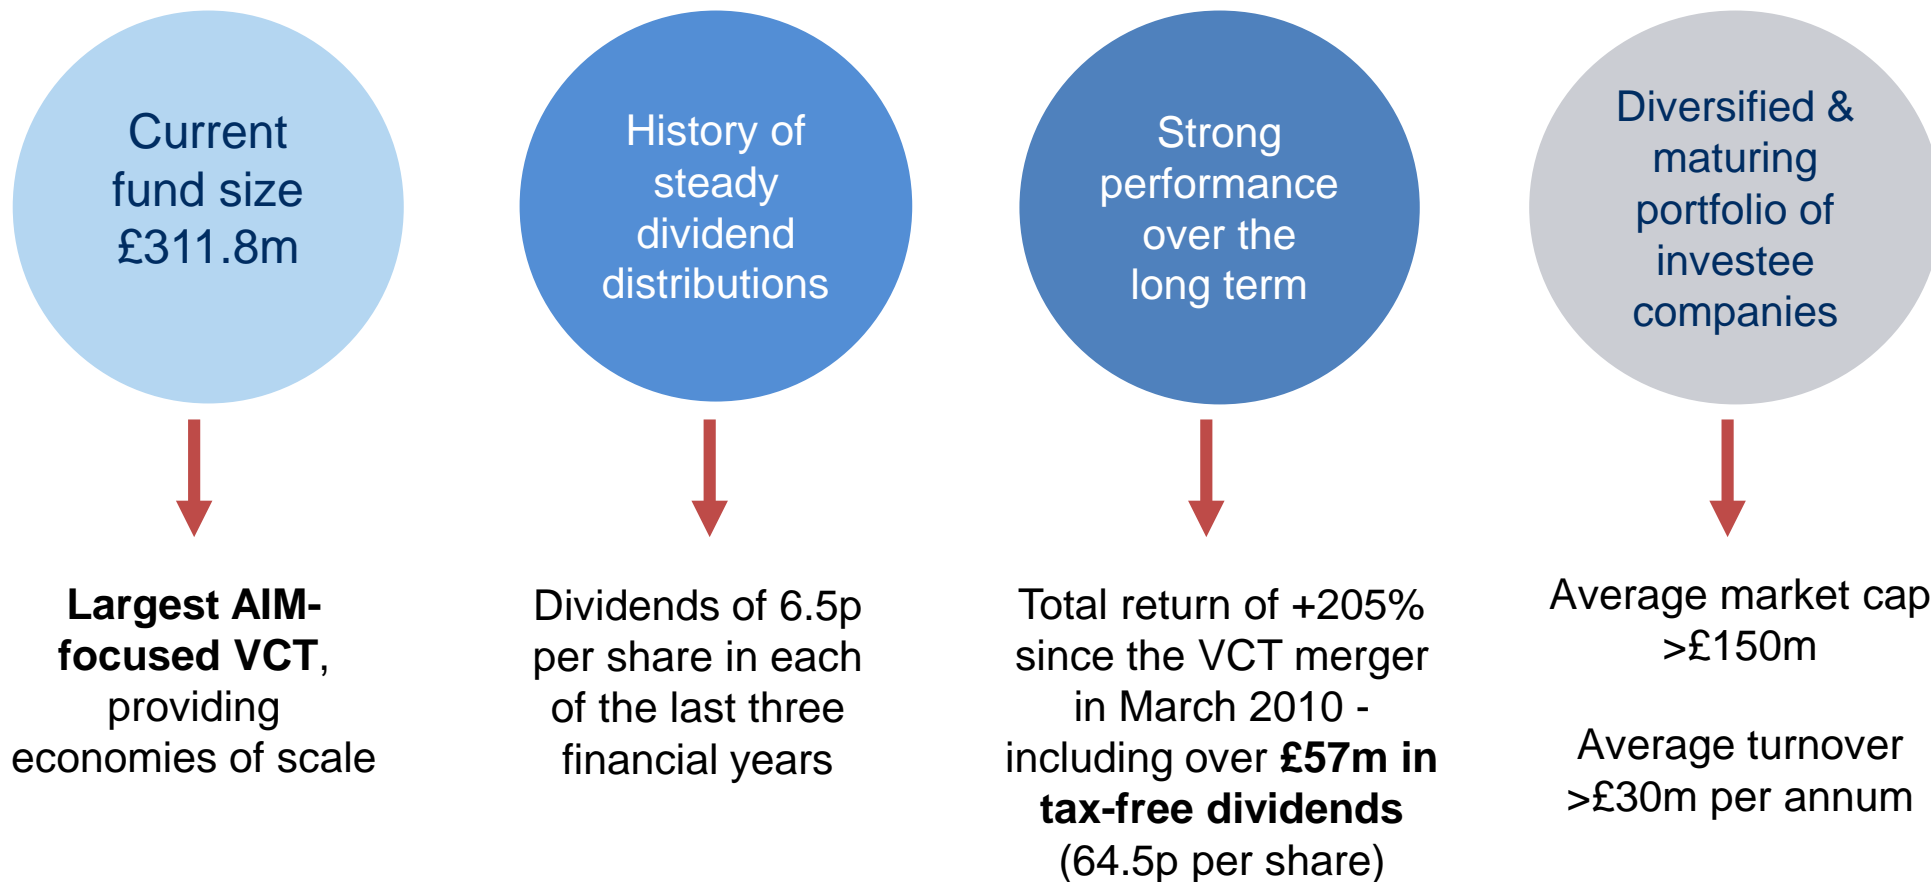 Current
fund size
£311.8m
Largest AIM-
focused VCT,
providing
economies of scale
History of
steady
dividend
distributions
Dividends of 6.5p
per share in each
of the last three
financial years
Strong
performance
over the
long term
Total return of +205%
since the VCT merger
in March 2010 -
including over £57m in
tax-free dividends
(64.5p per share)
Diversified &
maturing
portfolio of
investee
companies
Average market cap
>£150m
Average turnover
>£30m per annum